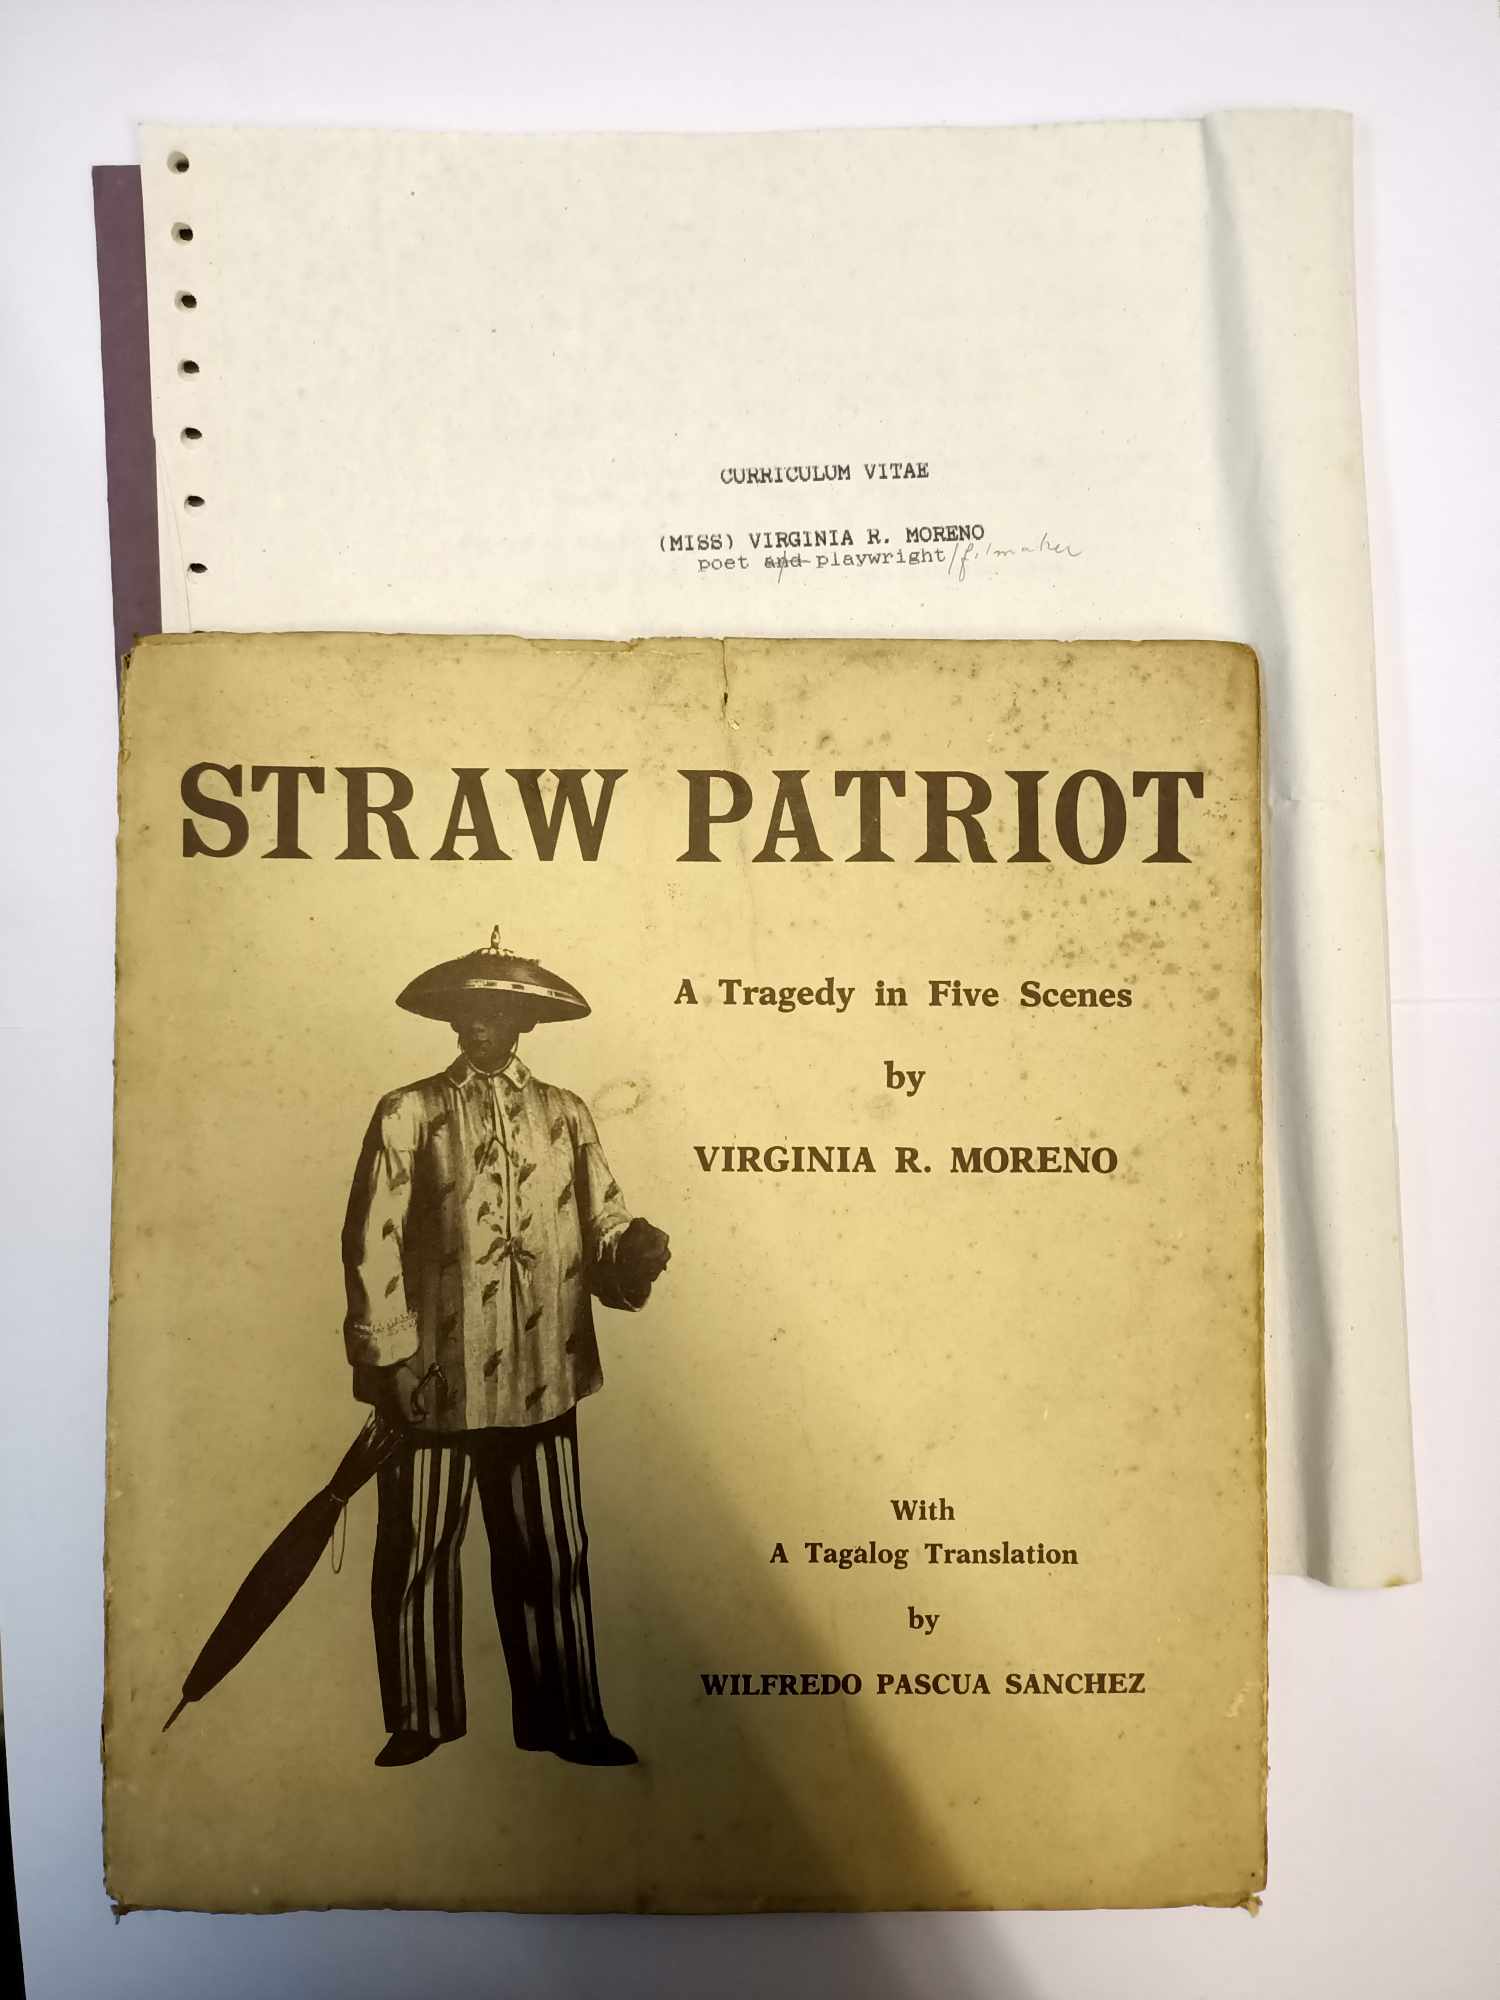 CURRICULUM VITAE
(MISS) VIRGINIA R. MORENO
poet and playwright/filmaker
STRAW PATRIOT
A Tragedy in Five Scenes
by
VIRGINIA R. MORENO
With
A Tagalog Translation
by
WILFREDO PASCUA SANCHEZ